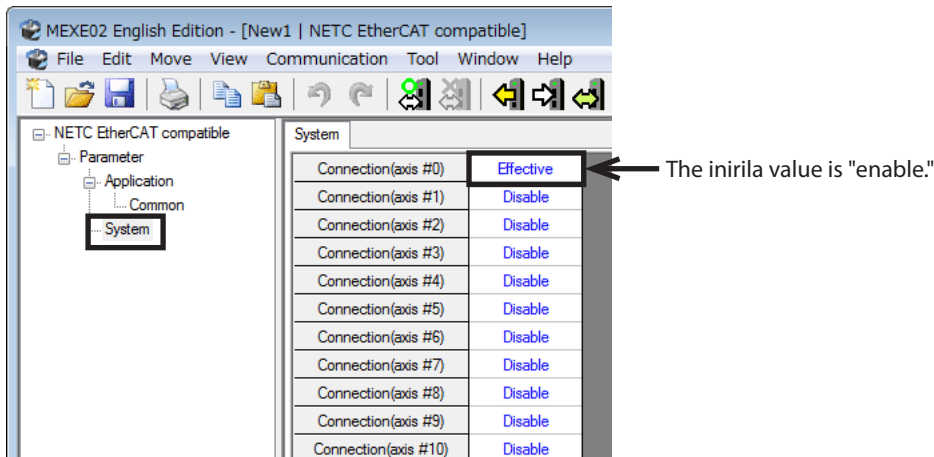 MEXE02 English Edition - [New1 | NETC EtherCAT compatible]
File Edit Move View Communication Tool Window Help
NETC EtherCAT compatible
Parameter
Application
Common
System
System
Connection(axis #0) Effective
The inirila value is "enable."
Connection(axis #1) Disable
Connection(axis #2) Disable
Connection(axis #3) Disable
Connection(axis #4) Disable
Connection(axis #5) Disable
Connection(axis #6) Disable
Connection(axis #7) Disable
Connection(axis #8) Disable
Connection(axis #9) Disable
Connection(axis #10) Disable